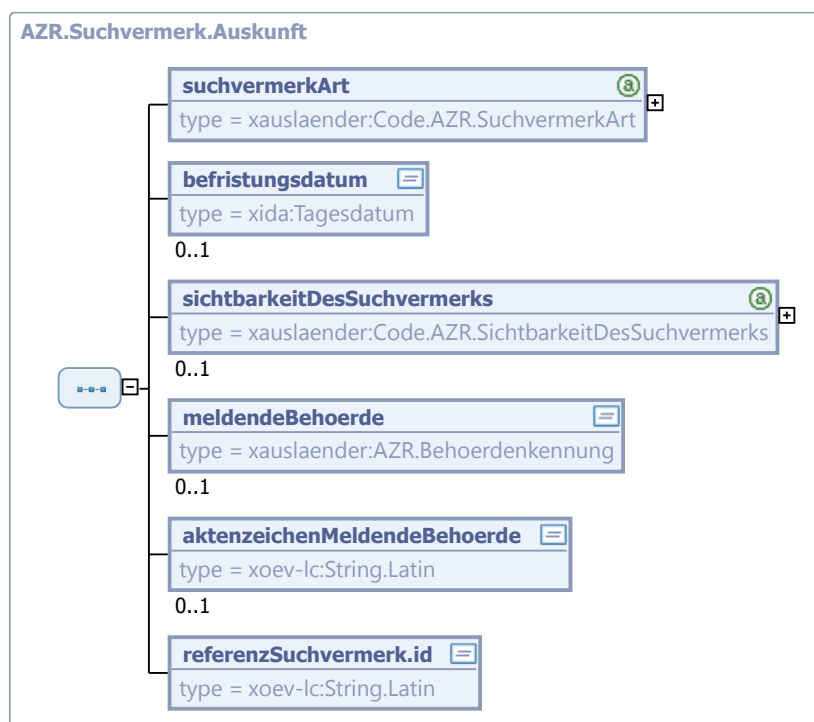 AZR.Suchvermerk.Auskunft
suchvermerkArt
type = xauslaender:Code.AZR.SuchvermerkArt
befristungsdatum
type = xida:Tagesdatum
0..1
sichtbarkeitDesSuchvermerks
type = xauslaender:Code.AZR.SichtbarkeitDesSuchvermerks
0..1
meldendeBehoerde
type = xauslaender:AZR.Behoerdenkennung
0..1
aktenzeichenMeldendeBehoerde
type = xoev-lc:String.Latin
0..1
referenzSuchvermerk.id
type = xoev-lc:String.Latin